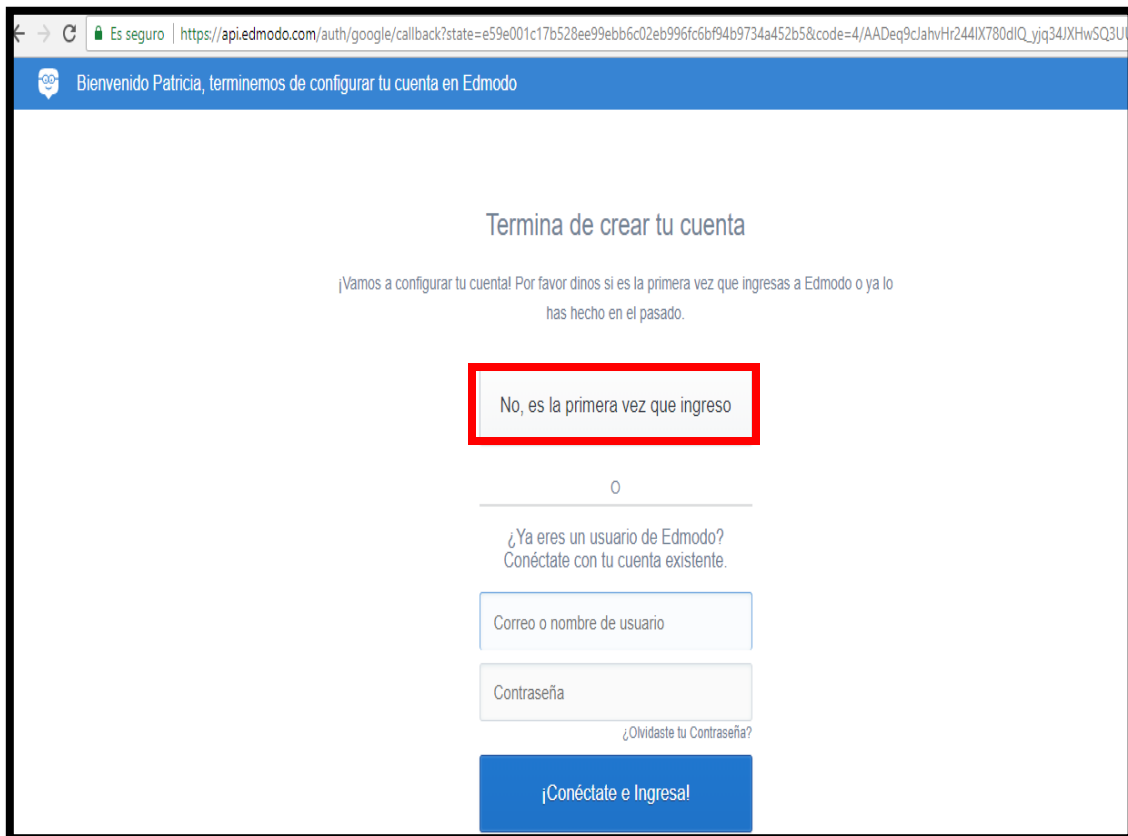 Es seguro | https://api.edmodo.com/auth/google/callback?state=e59e001c17b528ee99ebb6c02eb996fc6bf94b9734a452b5&code=4/AADeq9cJahvHr244IX780dIQ_yjq34JXHwSQ3UU
Bienvenido Patricia, terminemos de configurar tu cuenta en Edmodo
Termina de crear tu cuenta
¡Vamos a configurar tu cuenta! Por favor dinos si es la primera vez que ingresas a Edmodo o ya lo
has hecho en el pasado.
No, es la primera vez que ingreso
O
¿Ya eres un usuario de Edmodo?
Conéctate con tu cuenta existente.
Correo o nombre de usuario
Contraseña
¿Olvidaste tu Contraseña?
¡Conéctate e Ingresa!